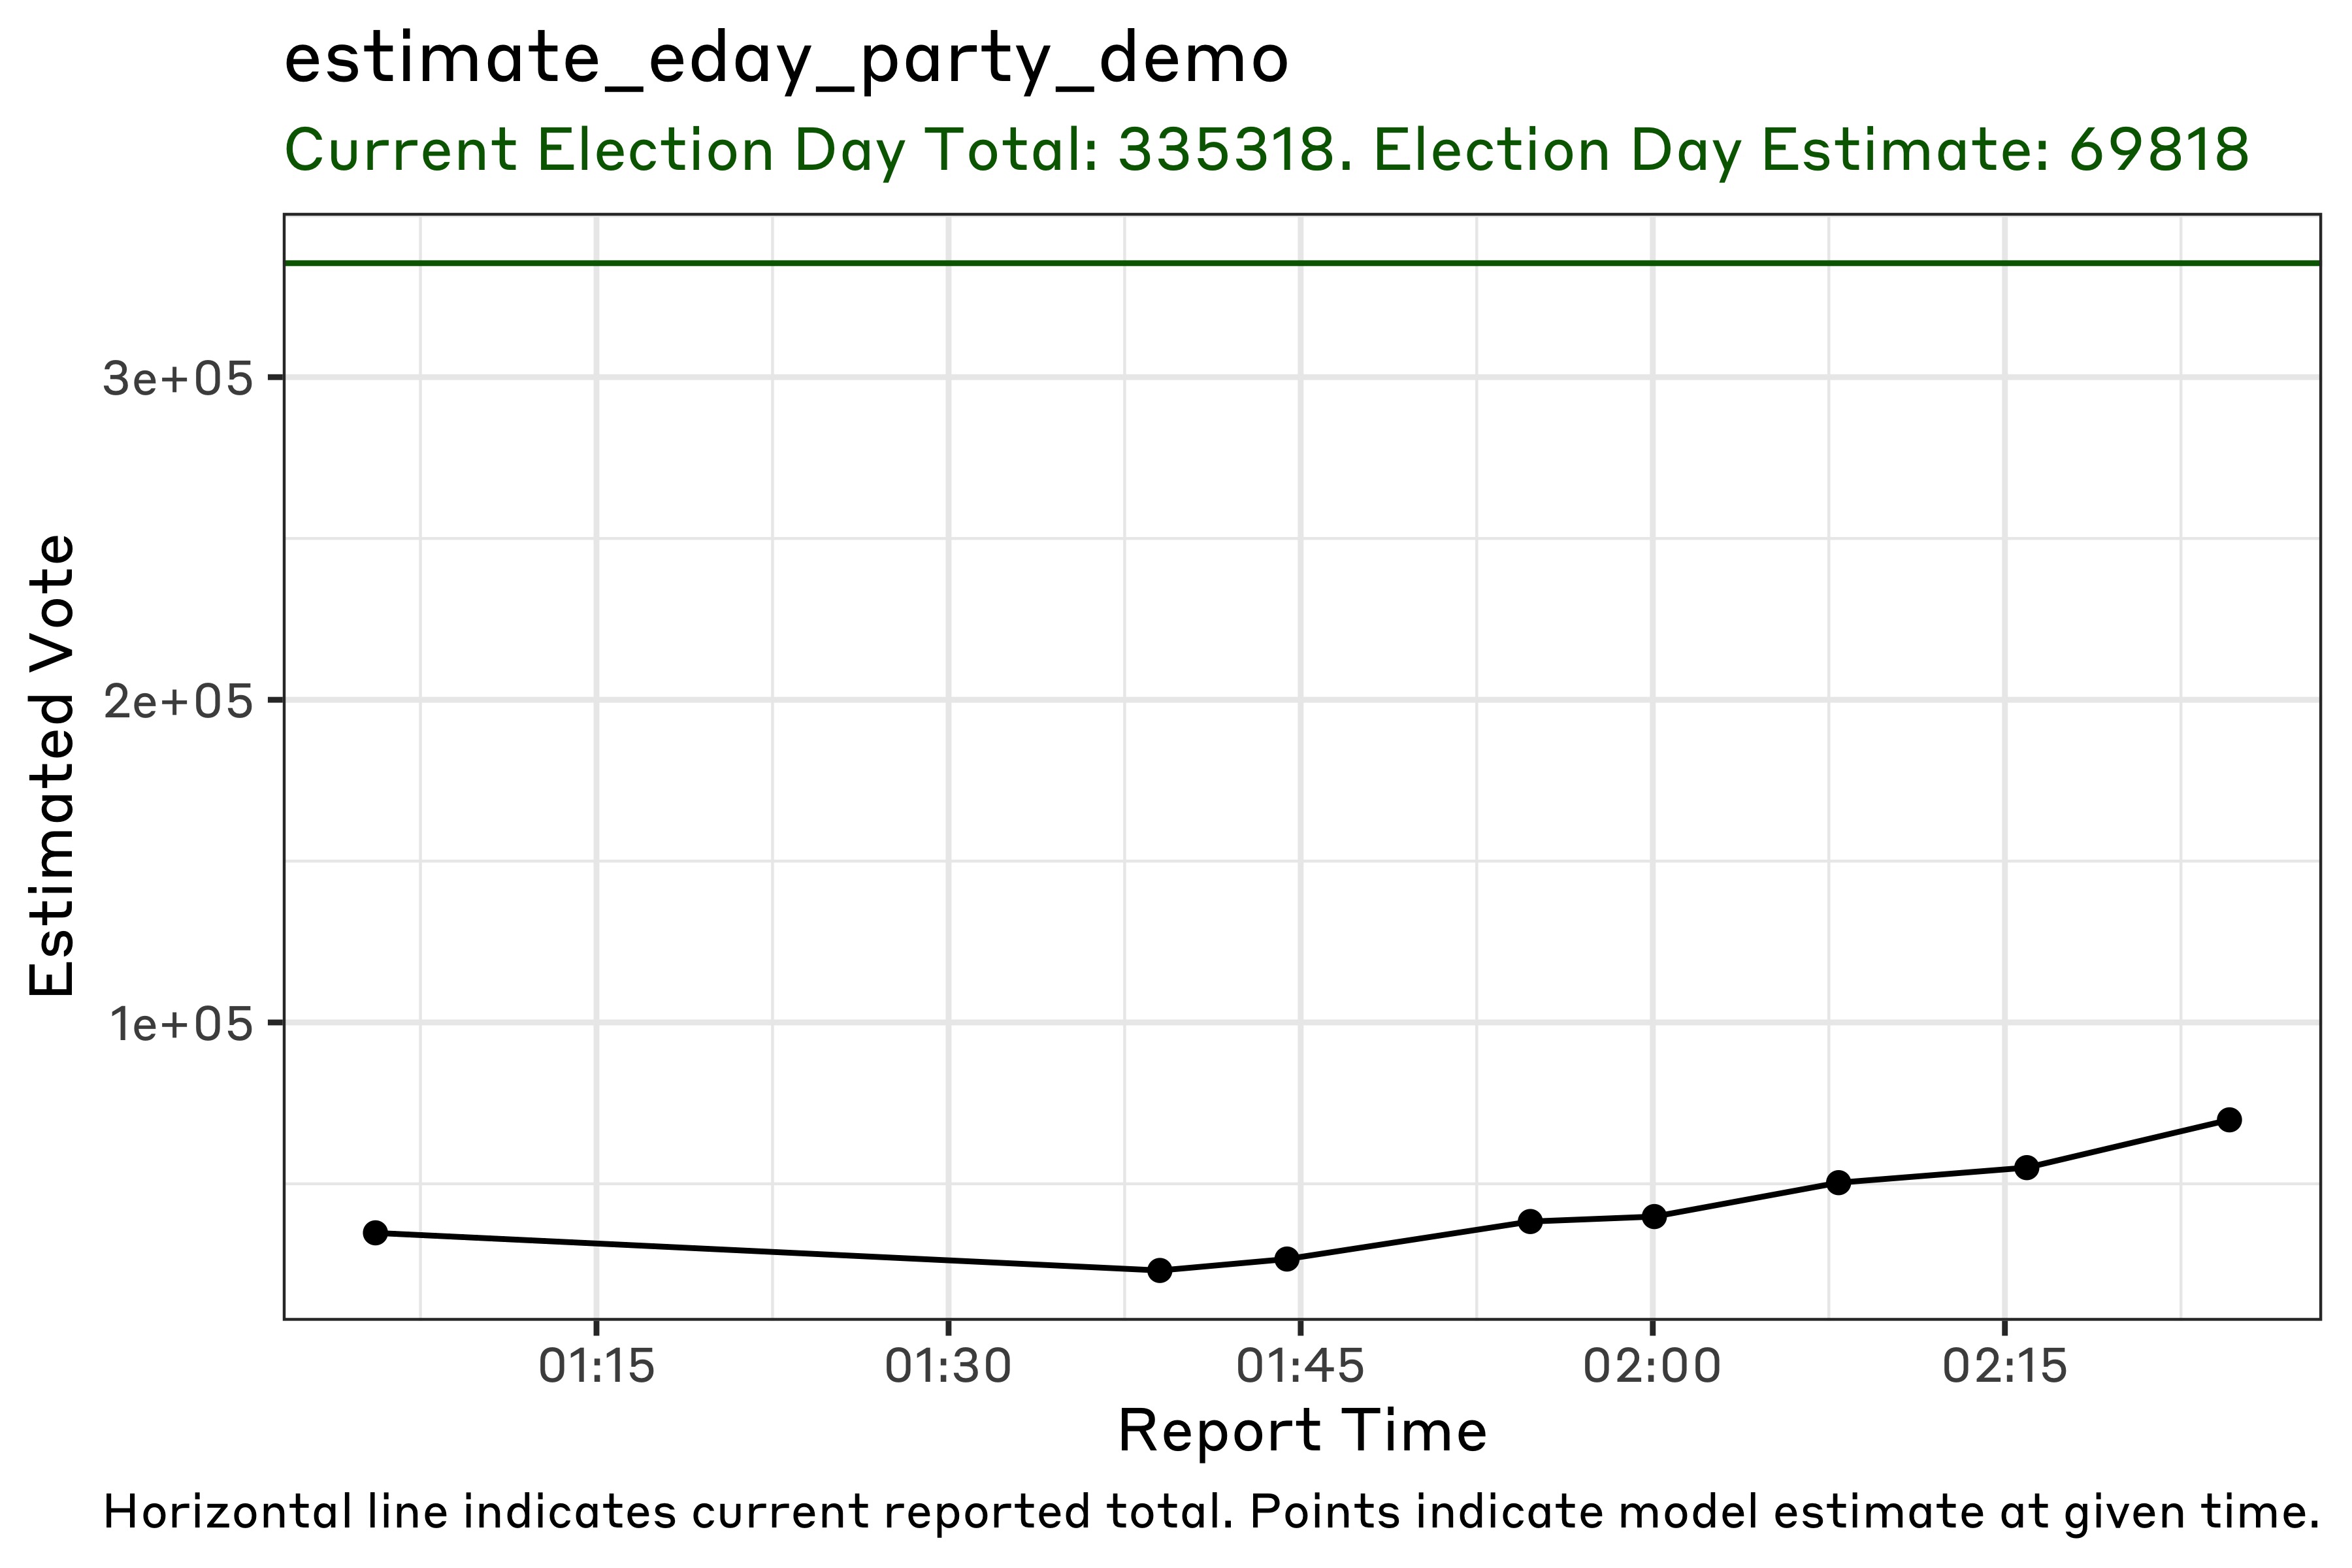 estimate_eday_party_demo
Current Election Day Total: 335318. Election Day Estimate: 69818
Estimated Vote
3e+05
2e+05
1e+05
01:15 01:30 01:45 02:00 02:15
Report Time
Horizontal line indicates current reported total. Points indicate model estimate at given time.